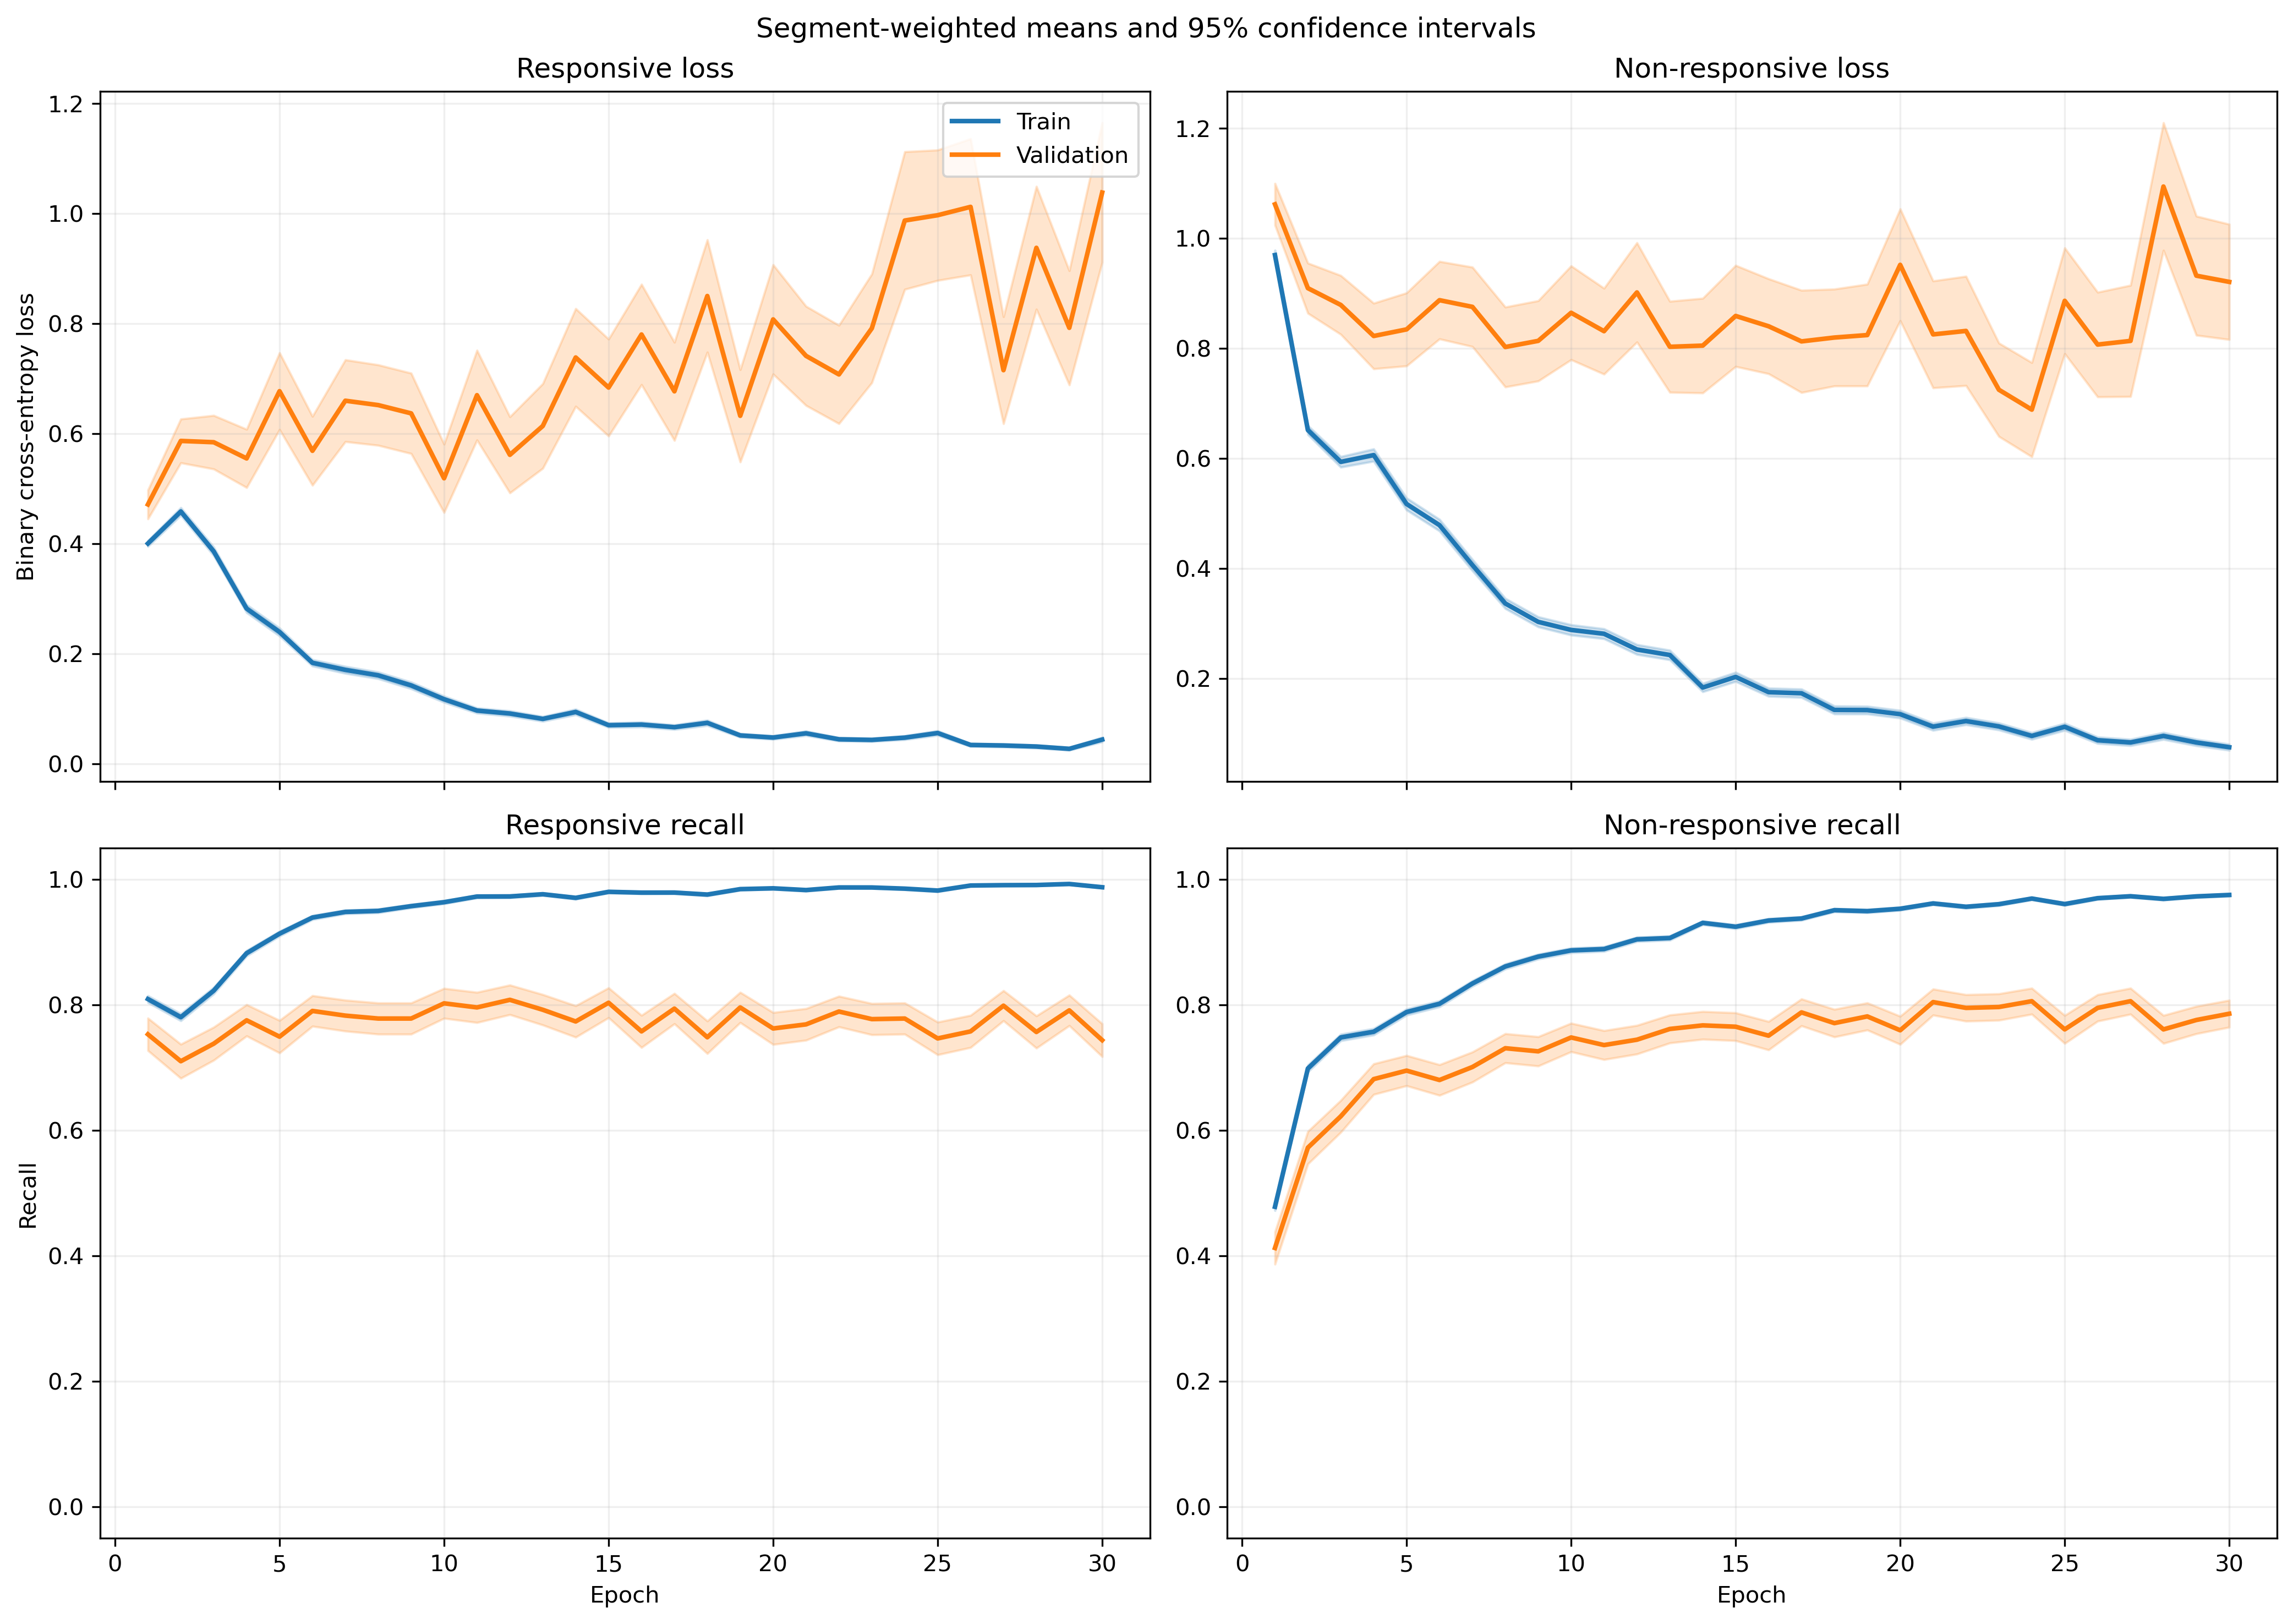 Segment-weighted means and 95% confidence intervals
Responsive loss
Non-responsive loss
Binary cross-entropy loss
1.2
1.0
0.8
0.6
0.4
0.2
0.0
Train
Validation
1.2
1.0
0.8
0.6
0.4
0.2
Responsive recall
Non-responsive recall
Recall
1.0
0.8
0.6
0.4
0.2
0.0
0 5 10 15 20 25 30
Epoch
1.0
0.8
0.6
0.4
0.2
0.0
0 5 10 15 20 25 30
Epoch